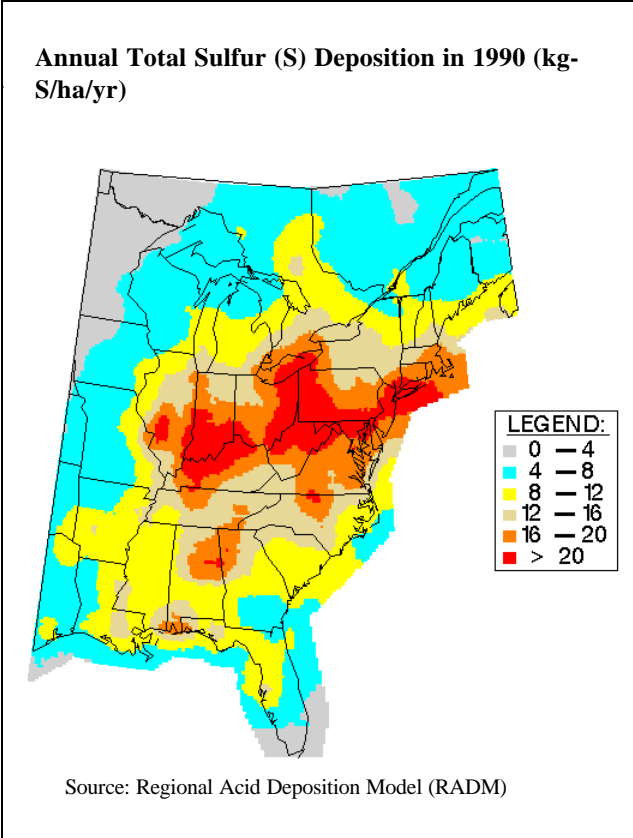 Annual Total Sulfur (S) Deposition in 1990 (kg-
S/ha/yr)
LEGEND:
0 — 4
4 — 8
8 — 12
12 — 16
16 — 20
> 20
Source: Regional Acid Deposition Model (RADM)